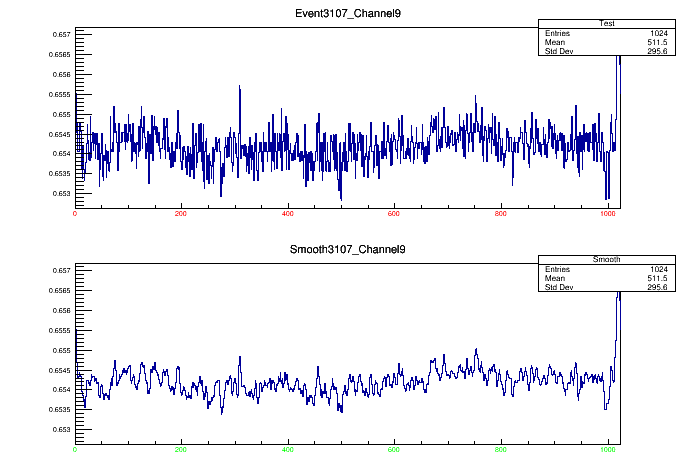 Event3107_Channel9
Test
Entries 1024
Mean 511.5
Std Dev 295.6
0.657
0.6565
0.656
0.6555
0.655
0.6545
0.654
0.6535
0.653
0 200 400 600 800 1000
Smooth3107_Channel9
Smooth
Entries 1024
Mean 511.5
Std Dev 295.6
0.657
0.6565
0.656
0.6555
0.655
0.6545
0.654
0.6535
0.653
0 200 400 600 800 1000